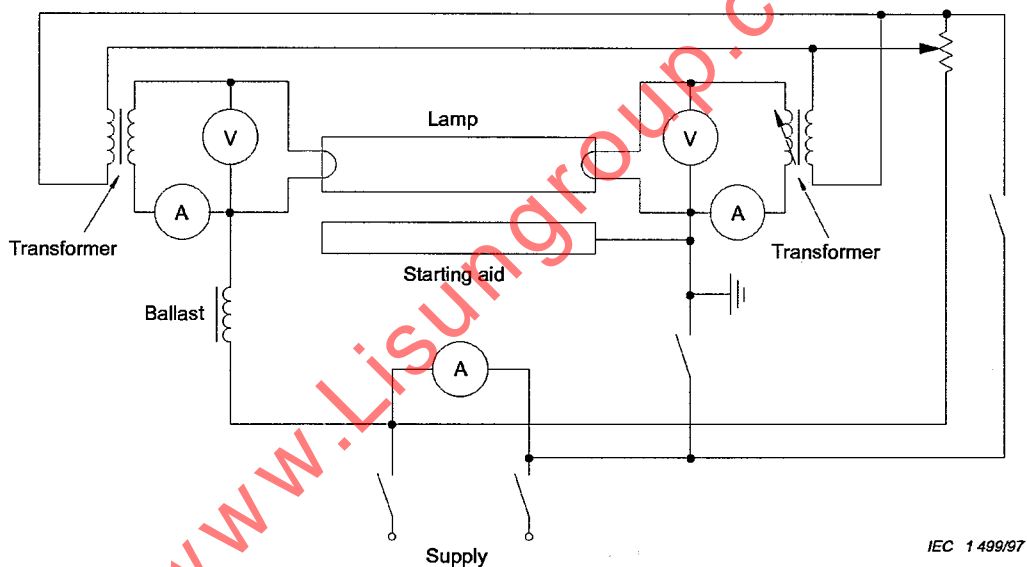 V
Lamp
V
A
A
Transformer
Transformer
Starting aid
Ballast
A
Supply
IEC 1 499/97
www.Lisungroup.c